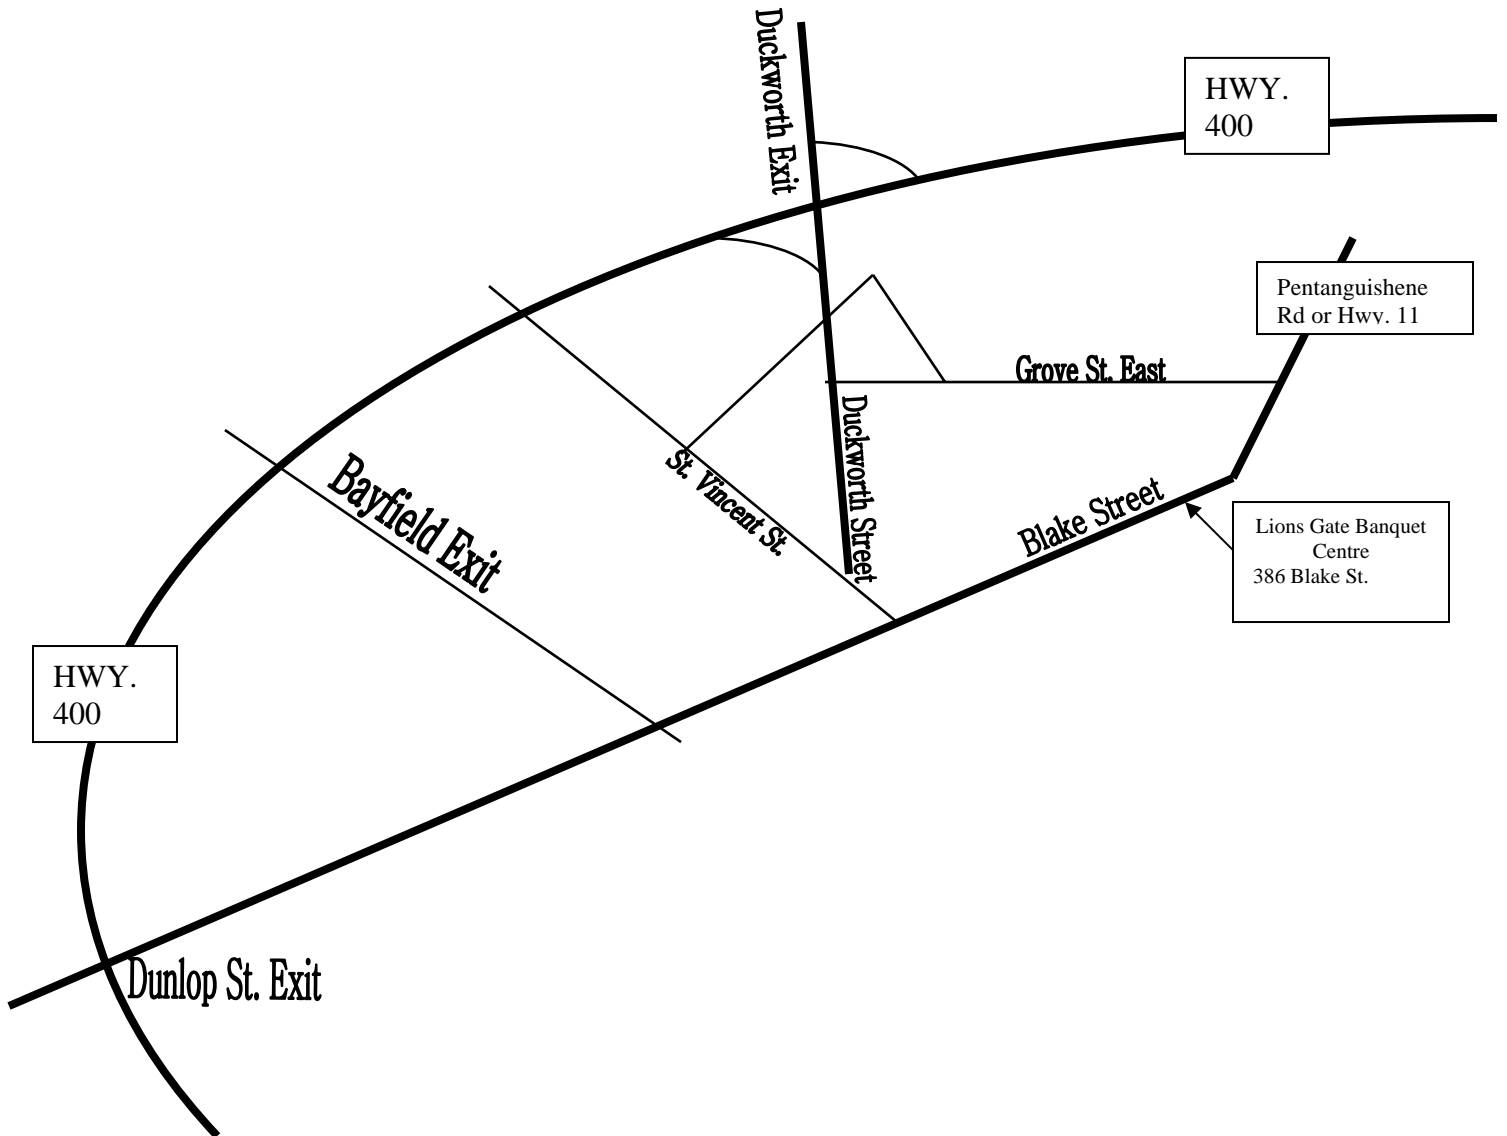 Duckworth Exit
HWY.
400
Pentanguishene
Rd or Hwy. 11
Grove St. East
Duckworth Street
St. Vincent St.
Bayfield Exit
Blake Street
Lions Gate Banquet
Centre
386 Blake St.
HWY.
400
Dunlop St. Exit